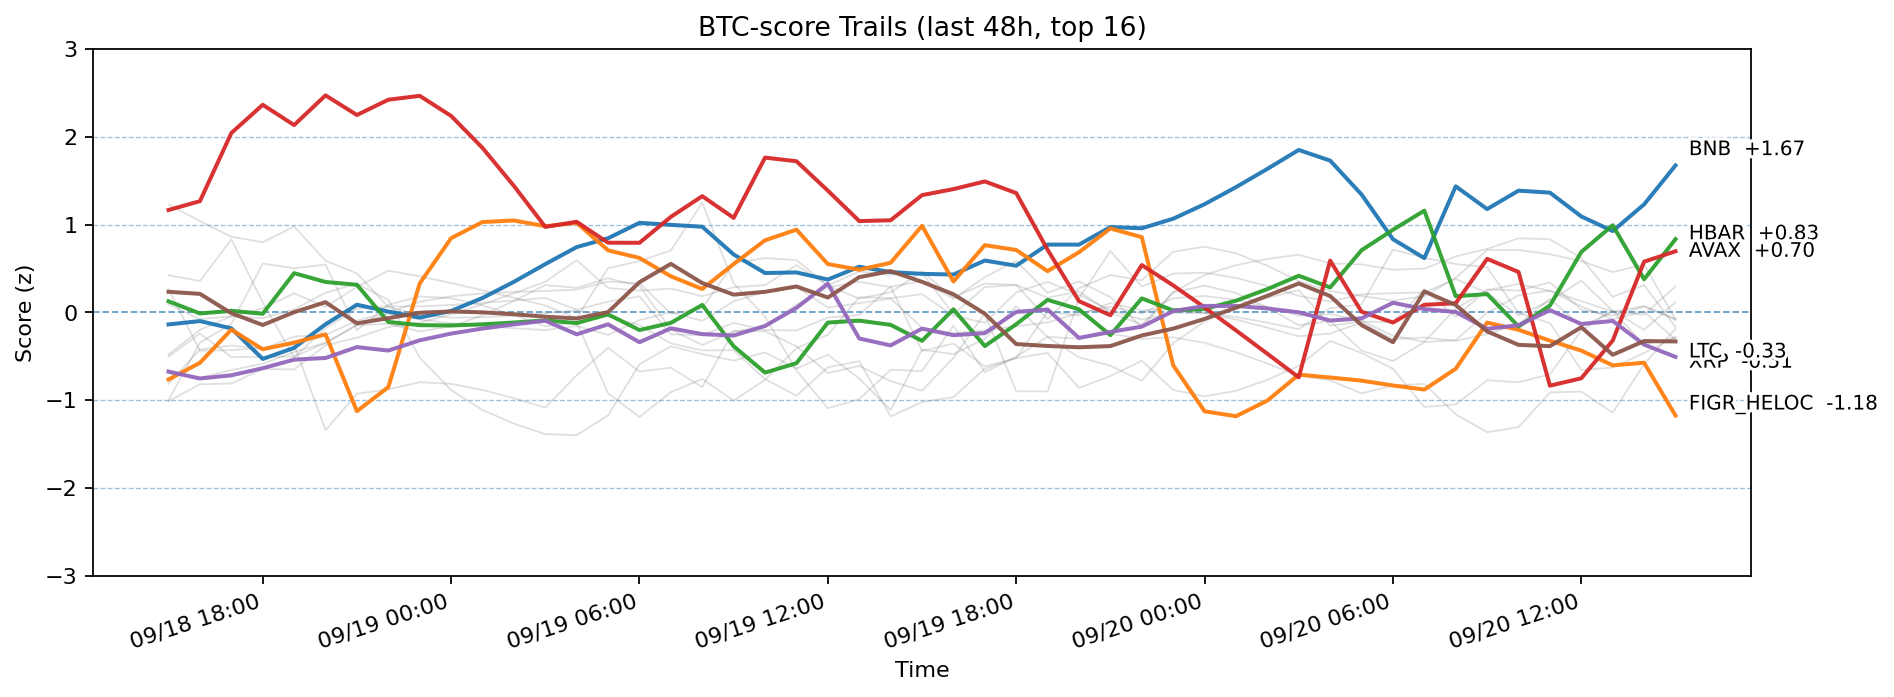 BTC-score Trails (last 48h, top 16)
3
2
1
0
−1
−2
−3
Score (z)
BNB +1.67
HBAR +0.83
AVAX +0.70
LTC -0.33
XRP -0.51
FIGR_HELOC -1.18
09/18 18:00
09/19 00:00
09/19 06:00
09/19 12:00
09/19 18:00
09/20 00:00
09/20 06:00
09/20 12:00
Time